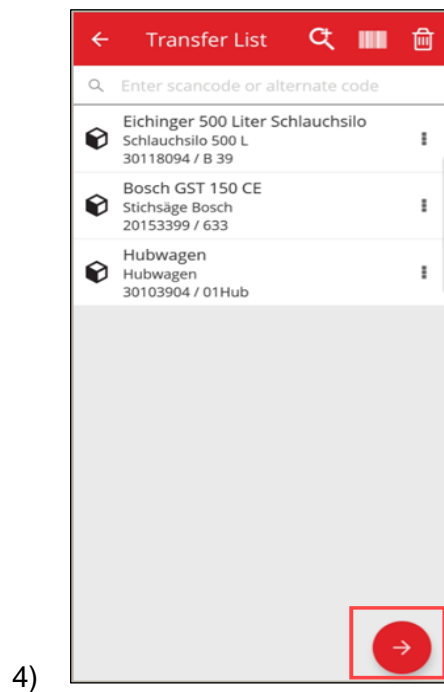 Transfer List
Enter scancode or alternate code
Eichinger 500 Liter Schlauchsilo
Schlauchsilo 500 L
30118094 / B 39
Bosch GST 150 CE
Stichsäge Bosch
20153399 / 633
Hubwagen
Hubwagen
30103904 / 01Hub
4)